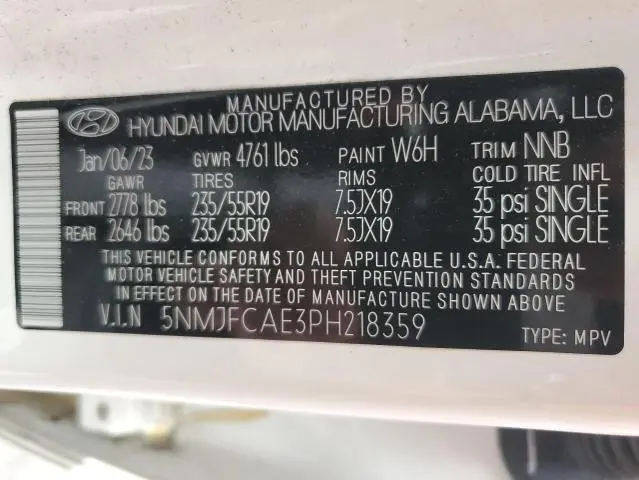 MANUFACTURED BY
HYUNDAI MOTOR MANUFACTURING ALABAMA, LLC
Jan/06/23 GVWR 4761 lbs PAINT W6H TRIM NNB
GAWR TIRES RIMS COLD TIRE INFL
FRONT 2778 lbs 235/55R19 7.5JX19 35 psi SINGLE
REAR 2646 lbs 235/55R19 7.5JX19 35 psi SINGLE
THIS VEHICLE CONFORMS TO ALL APPLICABLE U.S.A. FEDERAL
MOTOR VEHICLE SAFETY AND THEFT PREVENTION STANDARDS
IN EFFECT ON THE DATE OF MANUFACTURE SHOWN ABOVE
V.I.N 5NMJFCAE3PH218359
TYPE: MPV